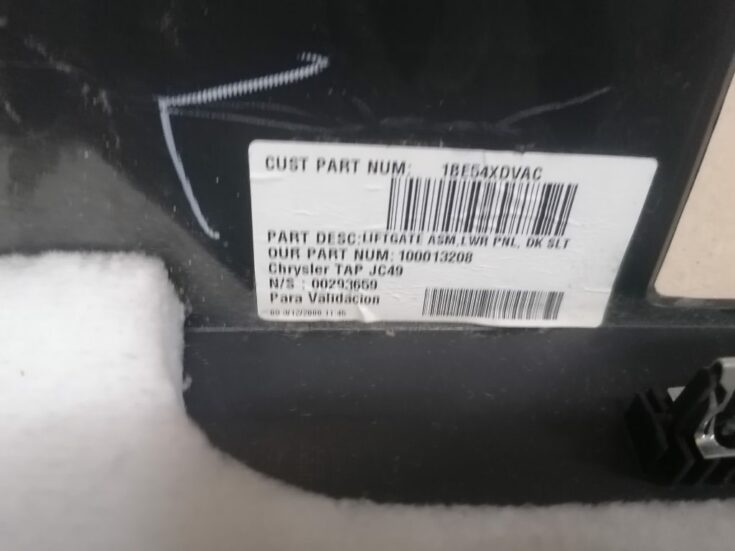 CUST PART NUM: 1BE54XDVAC
PART DESC:LIFTGATE ASM,LWR PNL, DK SLT
OUR PART NUM: 100013208
Chrysler TAP JC49
N/S : 00293659
Para Validacion